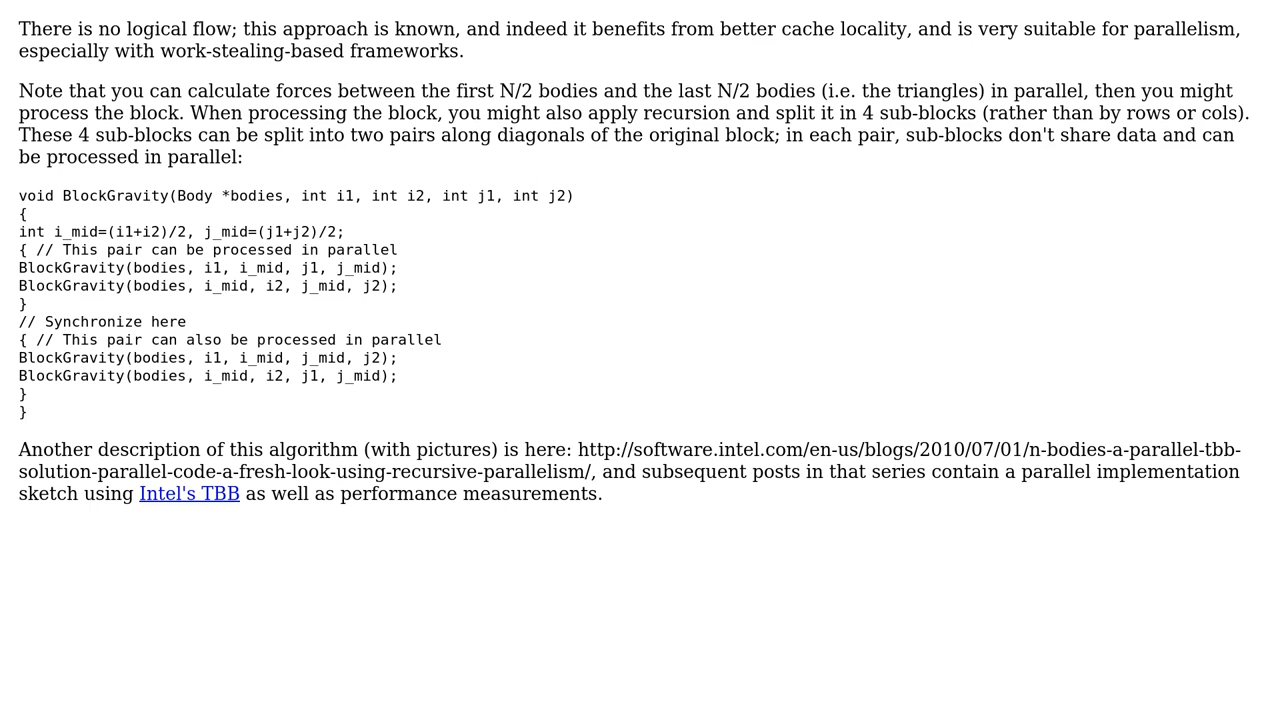 There is no logical flow; this approach is known, and indeed it benefits from better cache locality, and is very suitable for parallelism,
especially with work-stealing-based frameworks.
Note that you can calculate forces between the first N/2 bodies and the last N/2 bodies (i.e. the triangles) in parallel, then you might
process the block. When processing the block, you might also apply recursion and split it in 4 sub-blocks (rather than by rows or cols).
These 4 sub-blocks can be split into two pairs along diagonals of the original block; in each pair, sub-blocks don't share data and can
be processed in parallel:
void BlockGravity(Body *bodies, int i1, int i2, int j1, int j2)
{
int i_mid=(i1+i2)/2, j_mid=(j1+j2)/2;
{ // This pair can be processed in parallel
BlockGravity(bodies, i1, i_mid, j1, j_mid);
BlockGravity(bodies, i_mid, i2, j_mid, j2);
}
// Synchronize here
{ // This pair can also be processed in parallel
BlockGravity(bodies, i1, i_mid, j_mid, j2);
BlockGravity(bodies, i_mid, i2, j1, j_mid);
}
}
Another description of this algorithm (with pictures) is here: http://software.intel.com/en-us/blogs/2010/07/01/n-bodies-a-parallel-tbb-
solution-parallel-code-a-fresh-look-using-recursive-parallelism/, and subsequent posts in that series contain a parallel implementation
sketch using Intel's TBB as well as performance measurements.